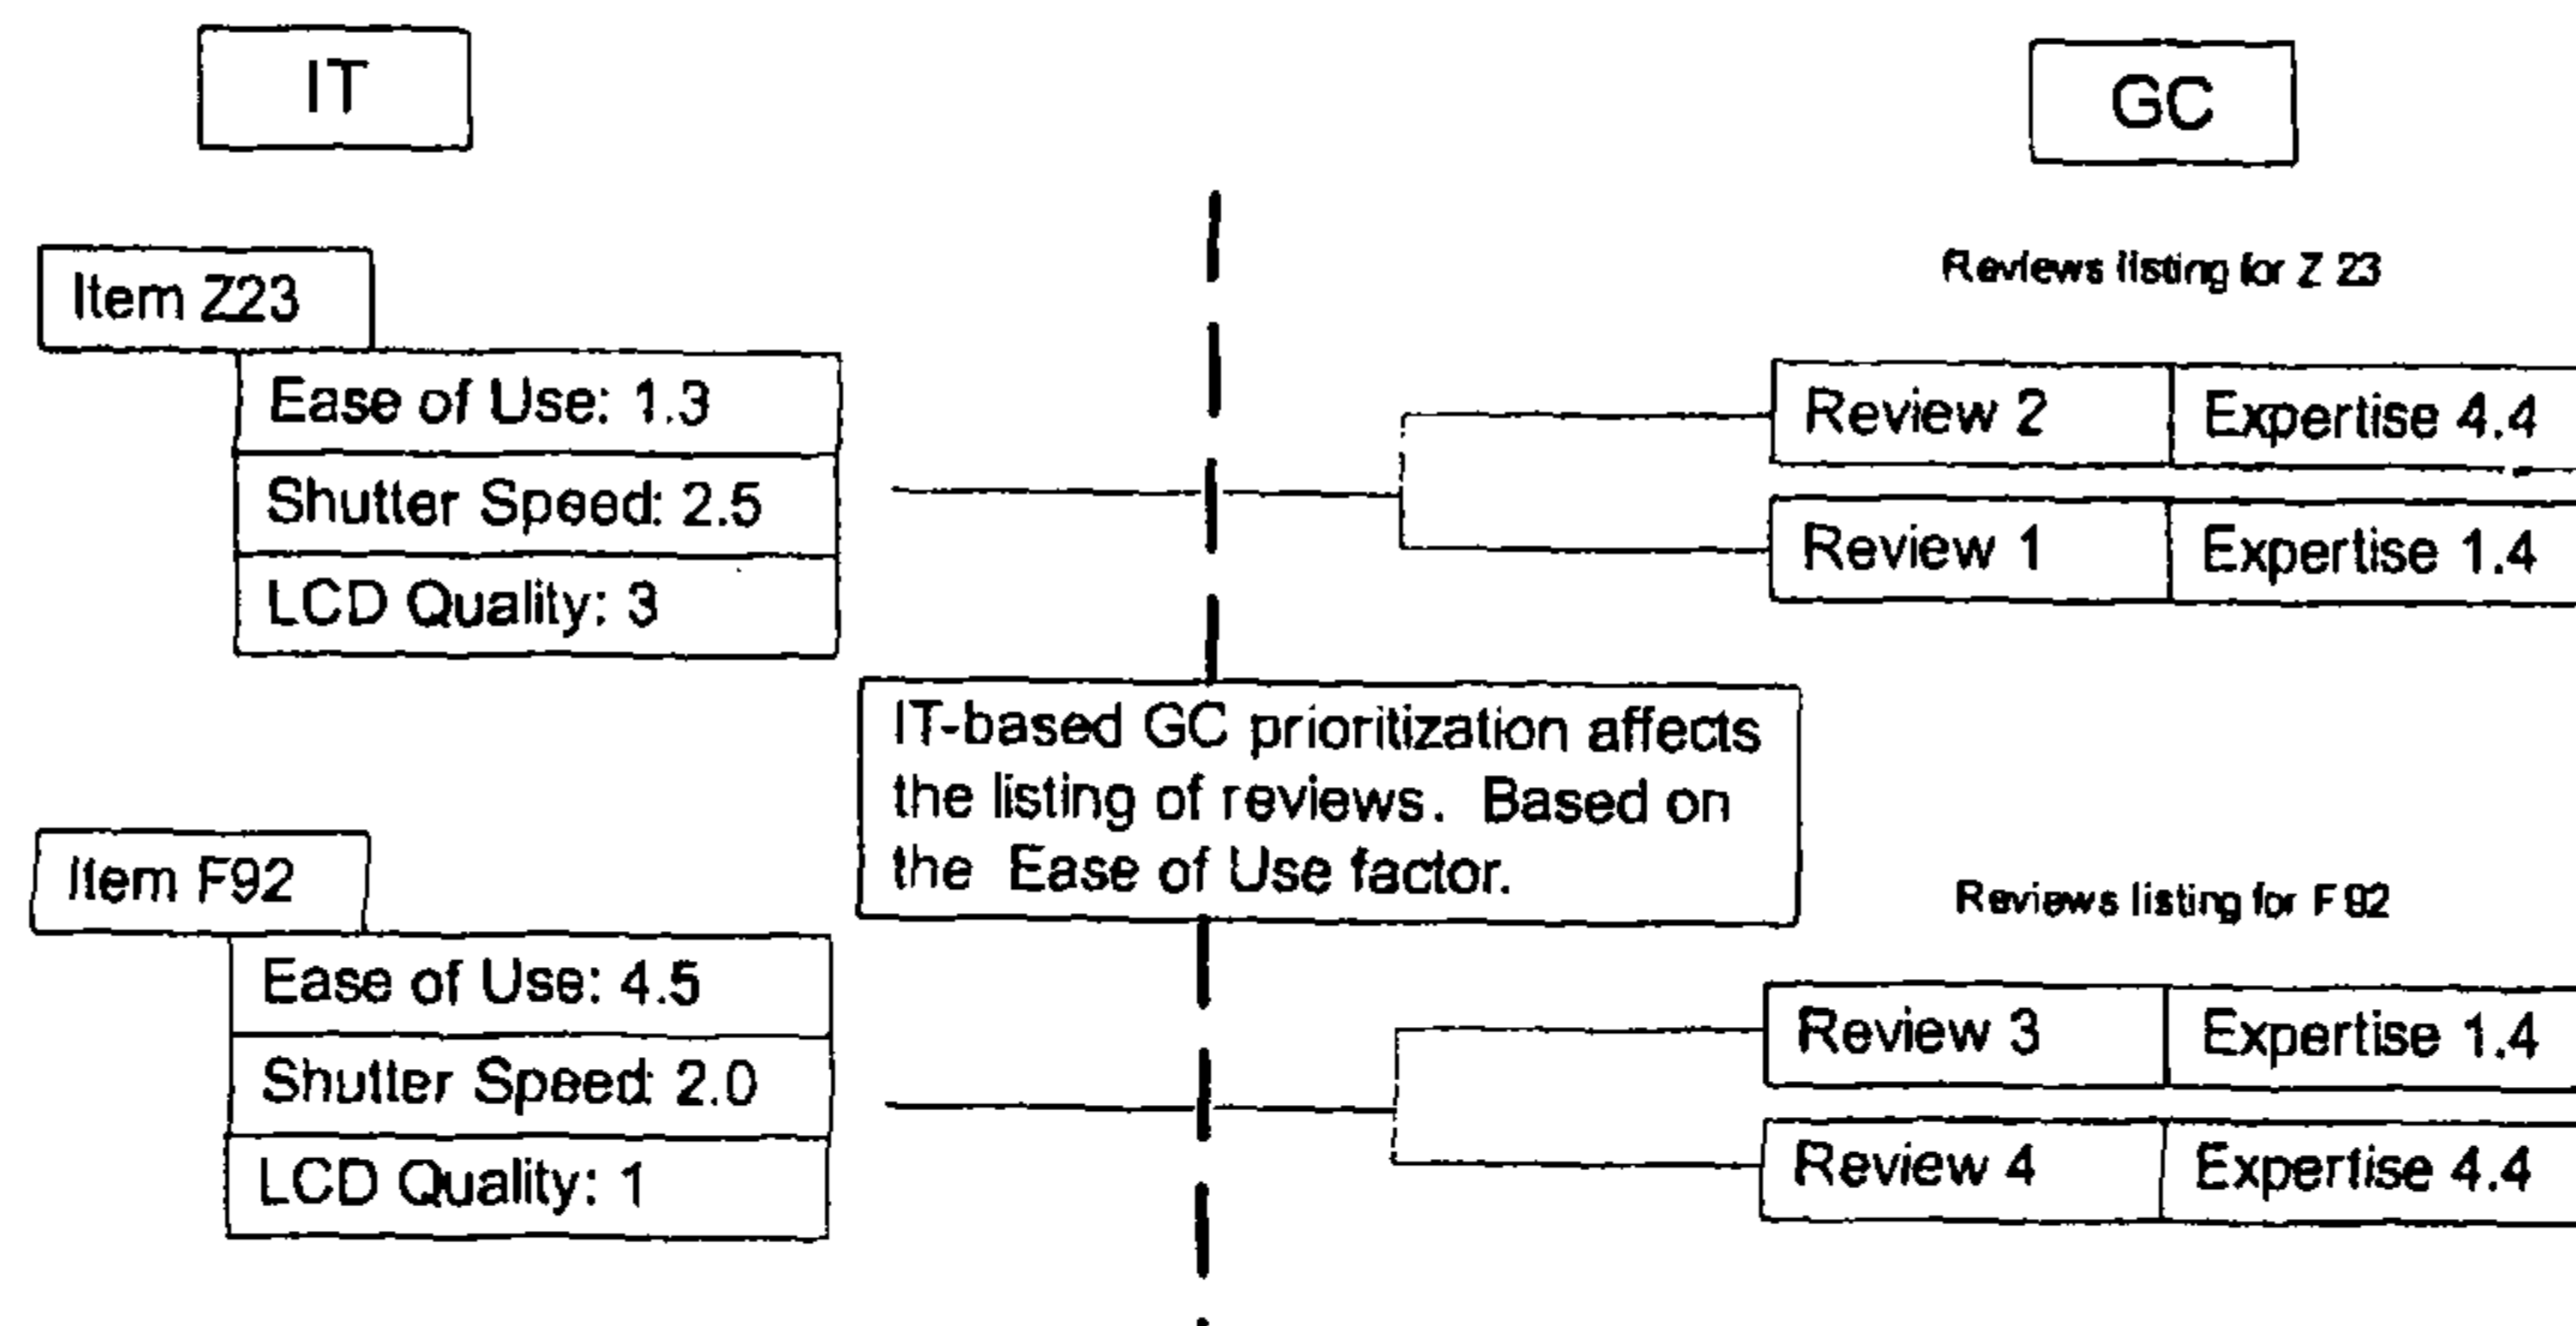 IT
GC
Item Z23
Ease of Use: 1.3
Shutter Speed: 2.5
LCD Quality: 3
Reviews listing for Z 23
Review 2 Expertise 4.4
Review 1 Expertise 1.4
IT-based GC prioritization affects
the listing of reviews. Based on
the Ease of Use factor.
Item F92
Ease of Use: 4.5
Shutter Speed: 2.0
LCD Quality: 1
Reviews listing for F 92
Review 3 Expertise 1.4
Review 4 Expertise 4.4